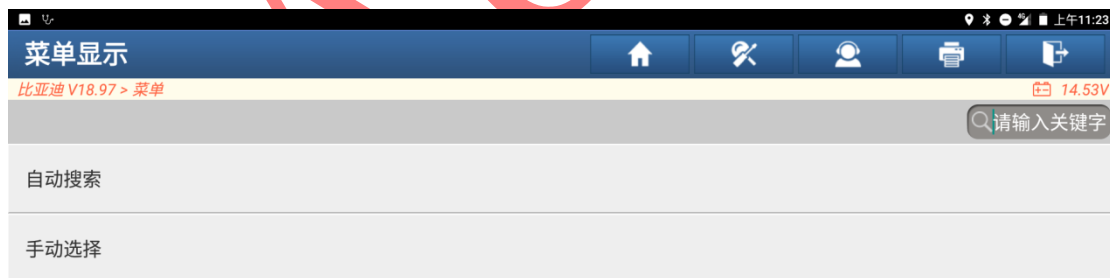 上午11:23
菜单显示
比亚迪 V18.97 > 菜单
14.53V
请输入关键字
自动搜索
手动选择